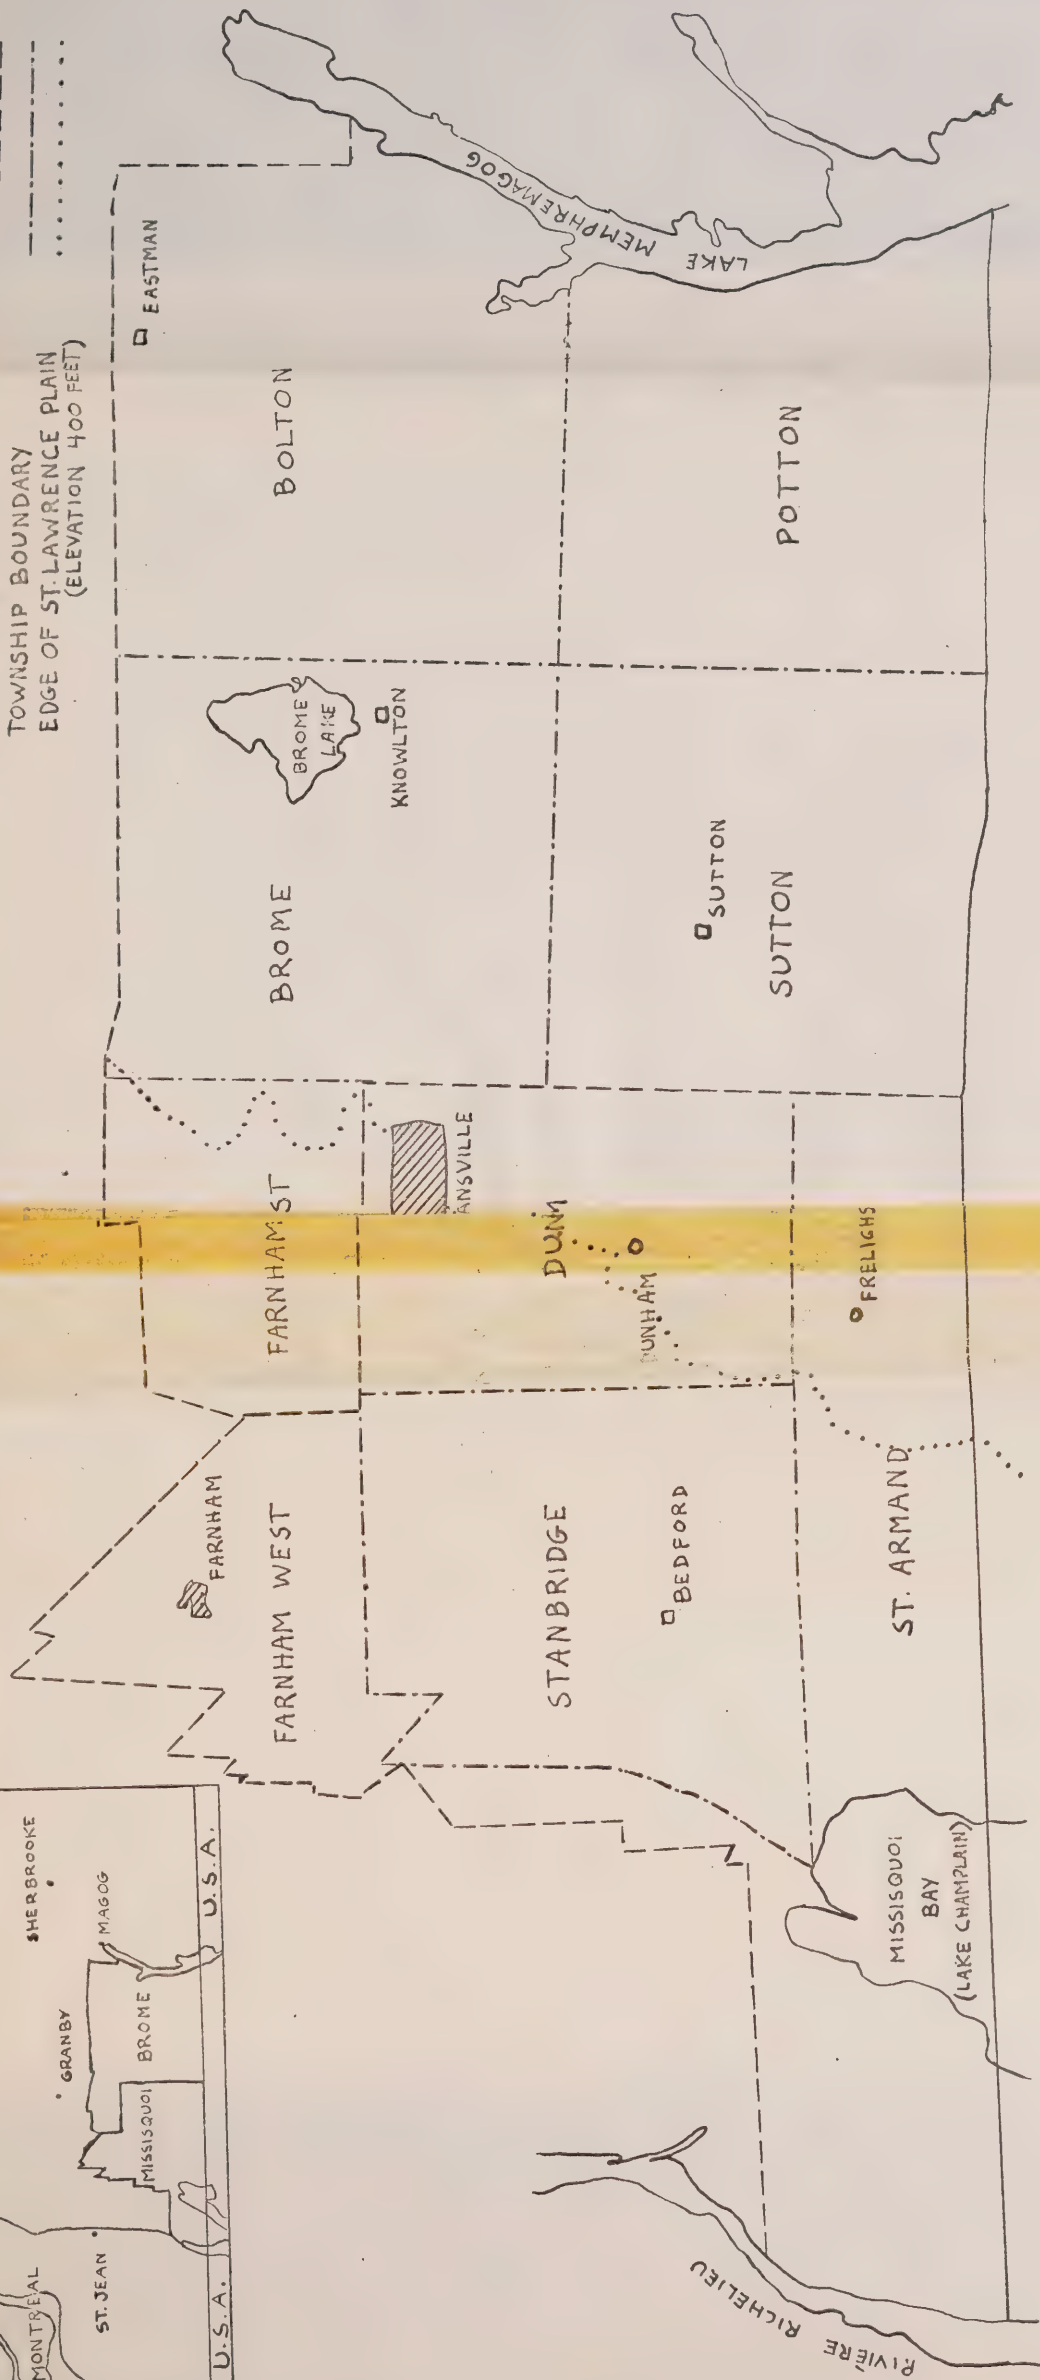 TOWNSHIP BOUNDARY
EDGE OF ST. LAWRENCE PLAIN
(ELEVATION 400 FEET)
MONTREAL
ST. JEAN
GRANBY
SHERBROOKE
MAGOG
MISSISQUOI
BROME
U.S.A.
U.S.A.
FARNHAM
FARNHAM WEST
FARNHAM ST
BROME
BROME
LAKE
KNOWLTON
BOLTON
EASTMAN
LAKE MEMPHREMAGOG
STANBRIDGE
BEDFORD
DUNHAM
ANSVILLE
SUTTON
SUTTON
POTTON
ST. ARMAND
FRELIGHS
MISSISQUOI
BAY
(LAKE CHAMPLAIN)
RIVIÈRE RICHELIEU